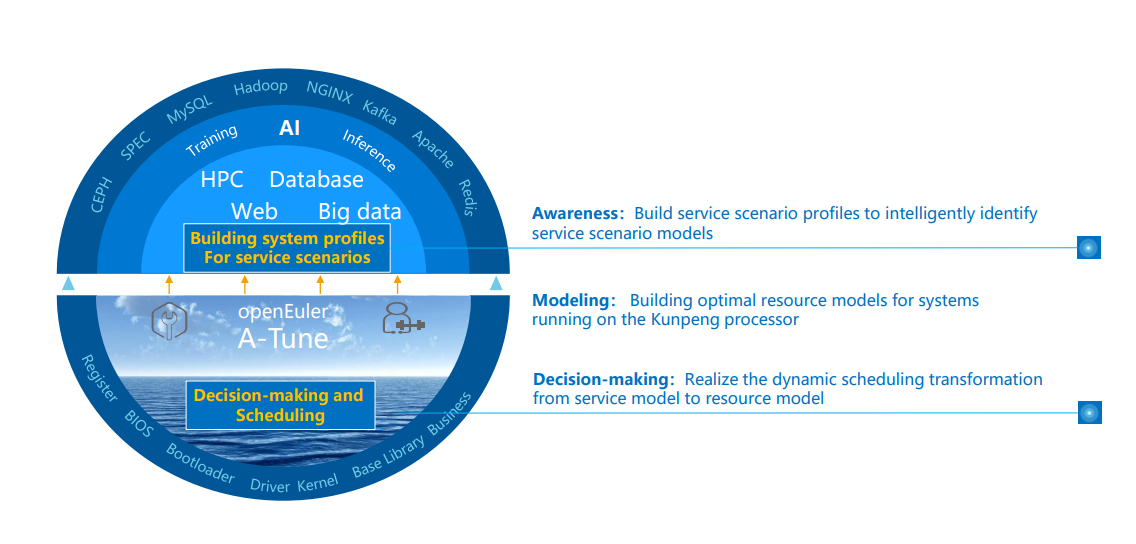 CEPH
SPEC
MySQL
Hadoop
NGINX
Kafka
Apache
Redis
Training
AI
Inference
HPC Database
Web Big data
Building system profiles
For service scenarios
openEuler
A-Tune
Decision-making and
Scheduling
Register
BIOS
Bootloader
Driver
Kernel
Base Library
Business
Awareness: Build service scenario profiles to intelligently identify
service scenario models
Modeling: Building optimal resource models for systems
running on the Kunpeng processor
Decision-making: Realize the dynamic scheduling transformation
from service model to resource model